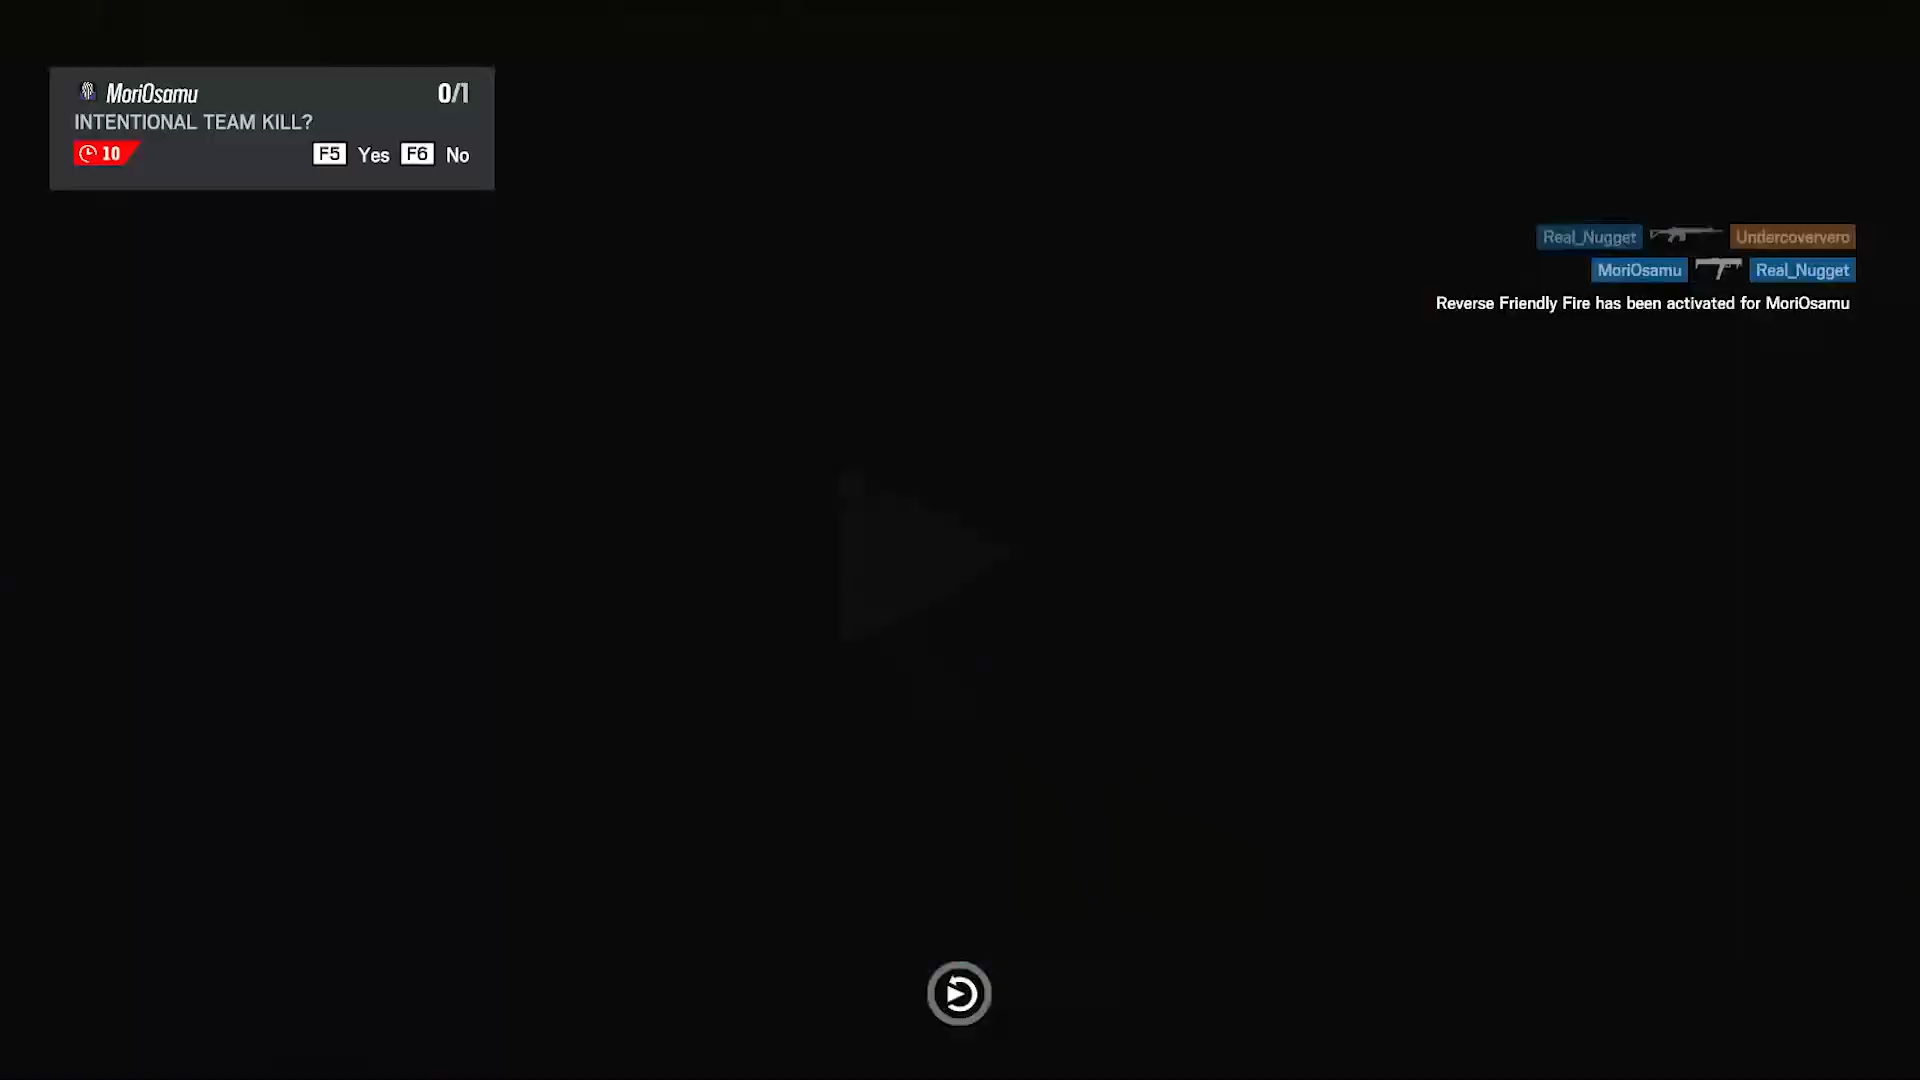 MoriOsamu 0/1
INTENTIONAL TEAM KILL?
10 F5 Yes F6 No
Real_Nugget Undercoververo
MoriOsamu Real_Nugget
Reverse Friendly Fire has been activated for MoriOsamu